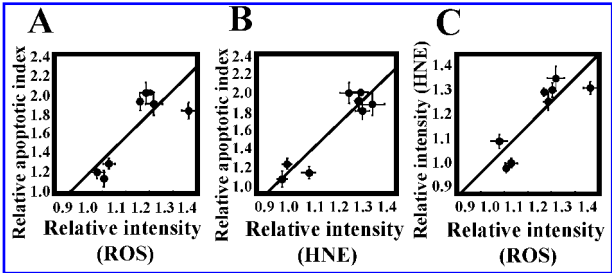 A
Relative apoptotic index
2.4
2.2
2.0
1.8
1.6
1.4
1.2
1.0
0.9 1.0 1.1 1.2 1.3 1.4
Relative intensity
(ROS)
B
Relative apoptotic index
2.4
2.2
2.0
1.8
1.6
1.4
1.2
1.0
0.9 1.0 1.1 1.2 1.3 1.4
Relative intensity
(HNE)
C
Relative intensity (HNE)
1.4
1.3
1.2
1.1
1.0
0.9
0.9 1.0 1.1 1.2 1.3 1.4
Relative intensity
(ROS)